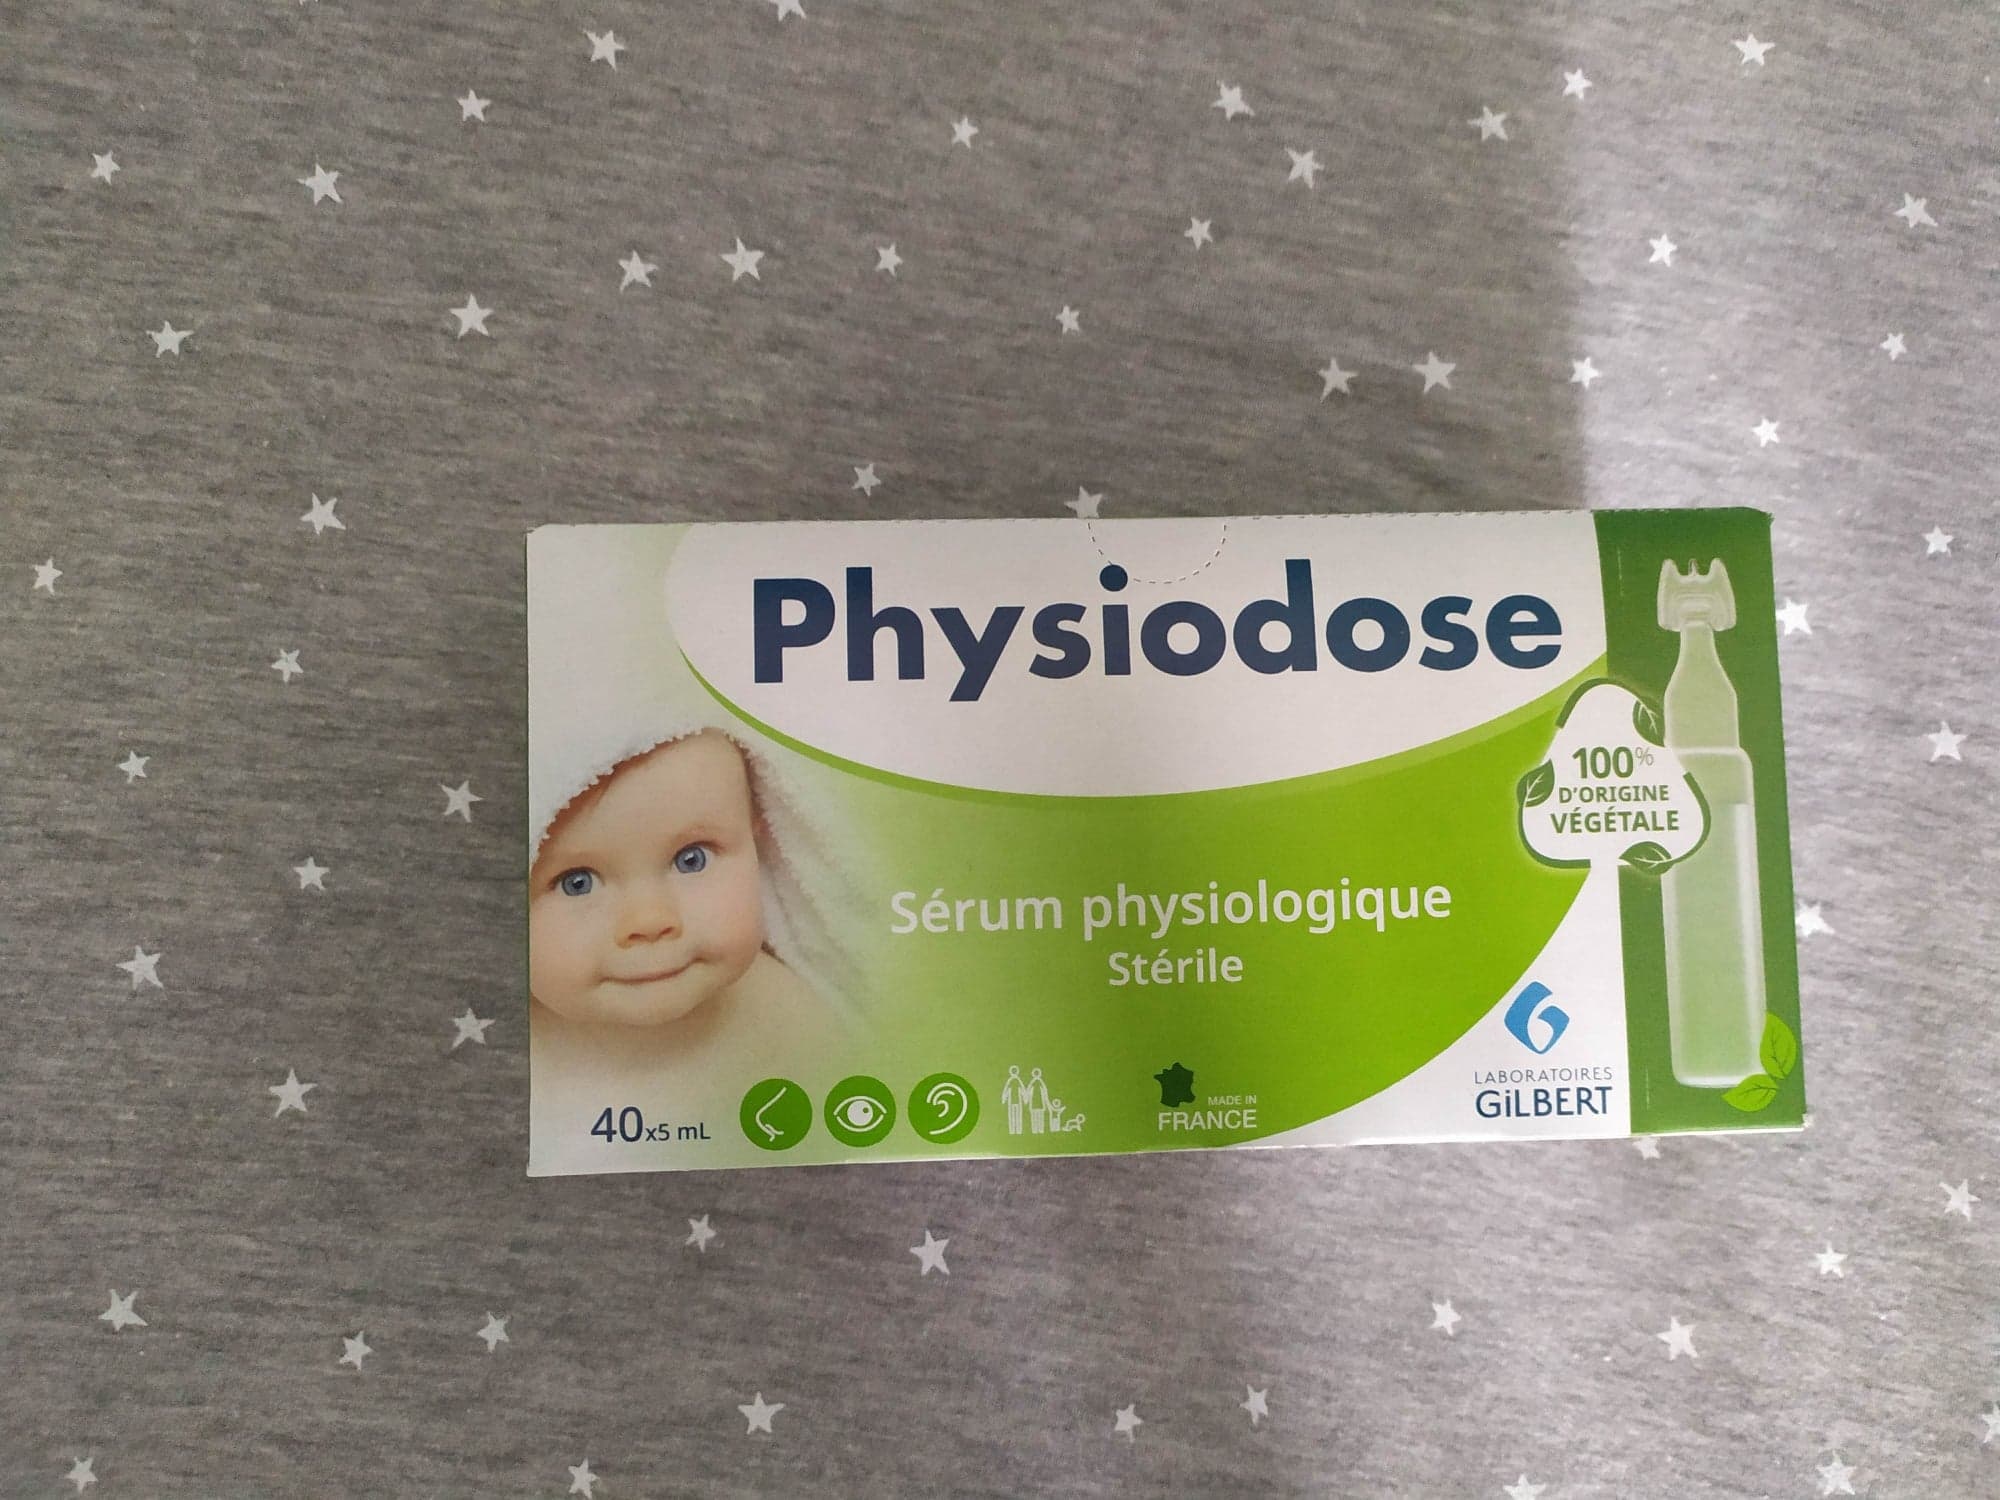 Physiodose
100%
D'ORIGINE
VÉGÉTALE
Sérum physiologique
Stérile
40x5 mL
MADE IN
FRANCE
LABORATOIRES
GiLBERT